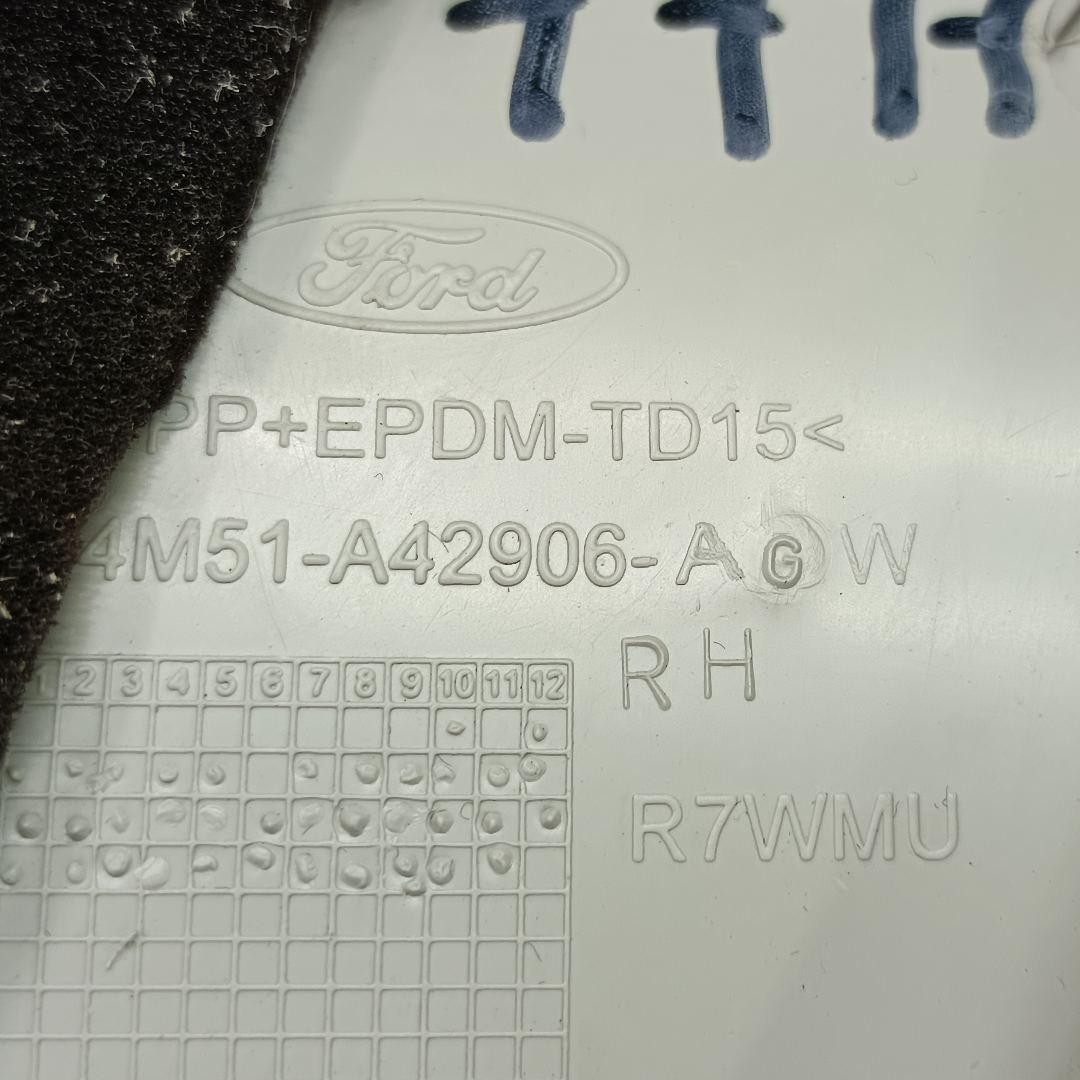 Ford
PP+EPDM-TD15<
4M51-A42906-AGW
RH
1 2 3 4 5 6 7 8 9 10 11 12
R7WMU